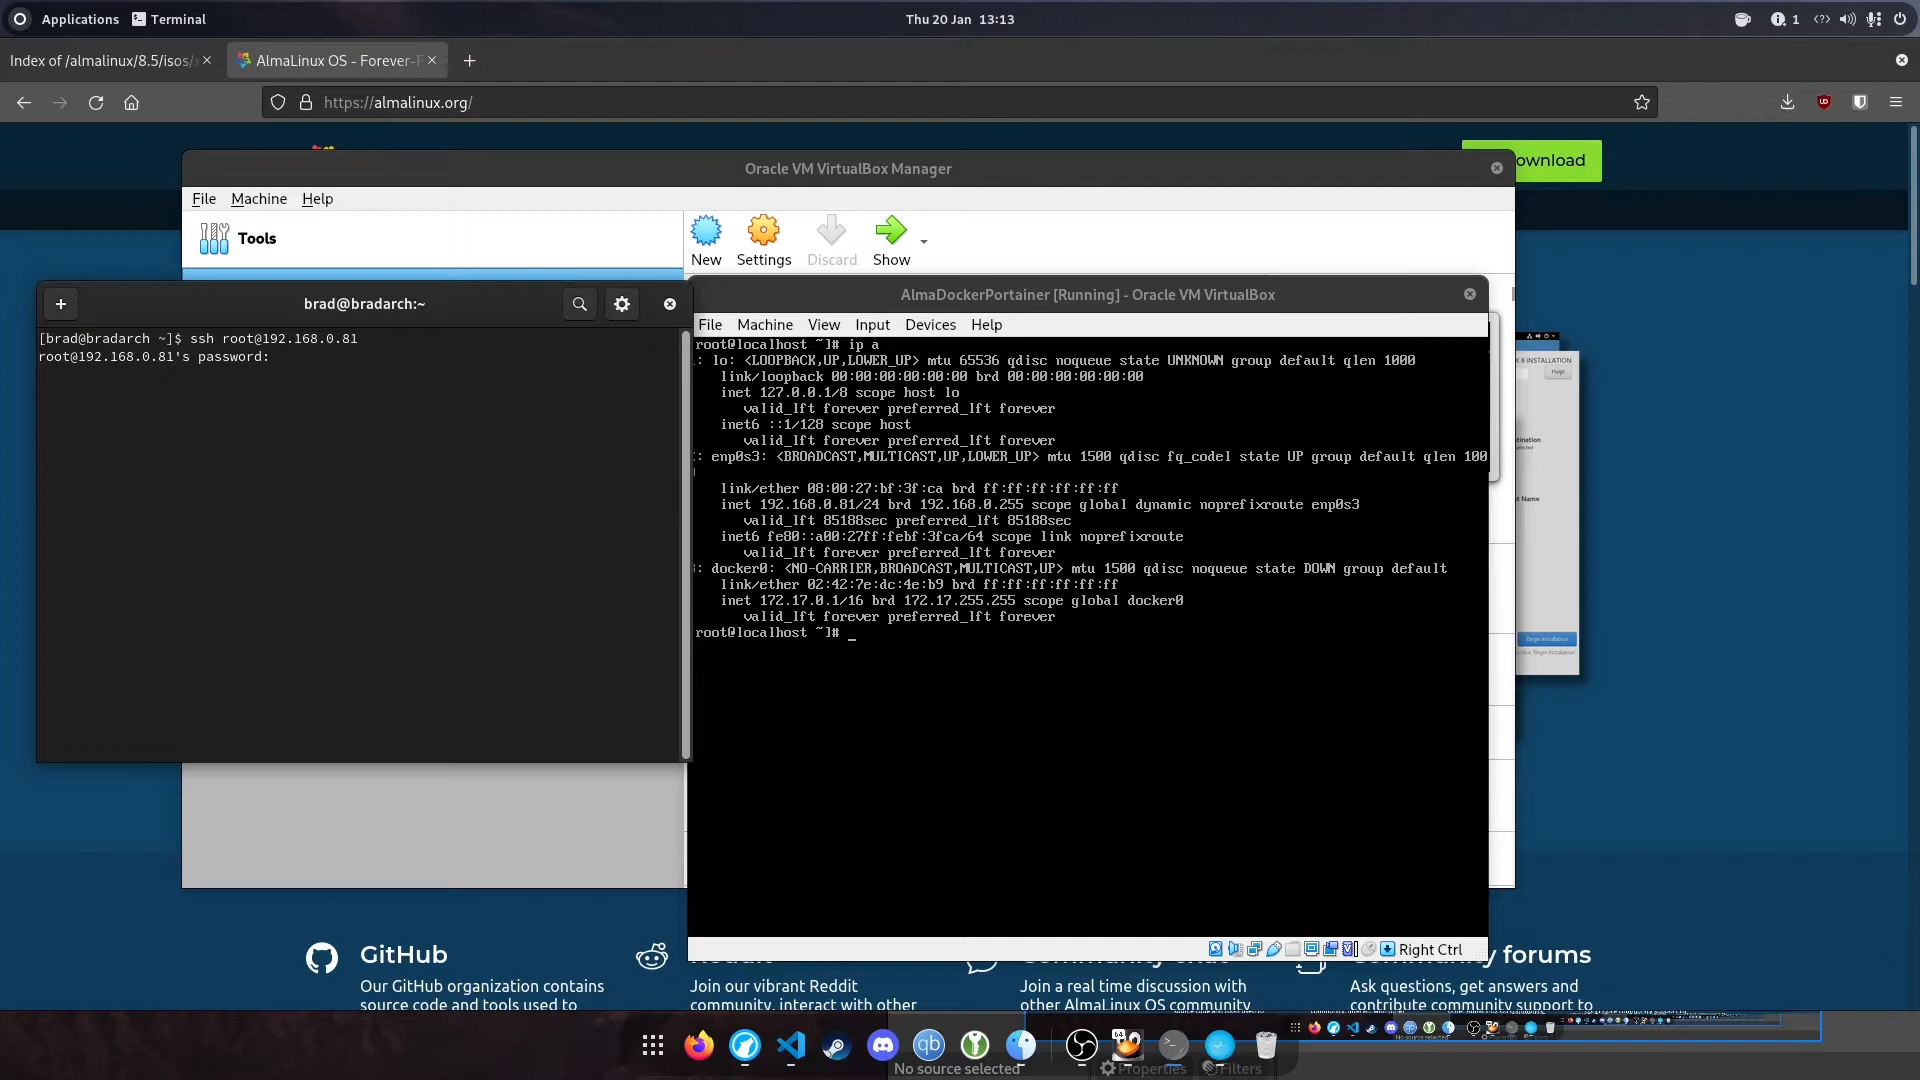 Applications Terminal Thu 20 Jan 13:13 1
Index of /almalinux/8.5/isos/ AlmaLinux OS - Forever-F
https://almalinux.org/
ownload
Oracle VM VirtualBox Manager
File Machine Help
Tools
New Settings Discard Show
brad@bradarch:~
[brad@bradarch ~]$ ssh root@192.168.0.81
root@192.168.0.81's password:
AlmaDockerPortainer [Running] - Oracle VM VirtualBox
File Machine View Input Devices Help
root@localhost ~]# ip a
: lo: <LOOPBACK,UP,LOWER_UP> mtu 65536 qdisc noqueue state UNKNOWN group default qlen 1000
link/loopback 00:00:00:00:00:00 brd 00:00:00:00:00:00
inet 127.0.0.1/8 scope host lo
valid_lft forever preferred_lft forever
inet6 ::1/128 scope host
valid_lft forever preferred_lft forever
: enp0s3: <BROADCAST,MULTICAST,UP,LOWER_UP> mtu 1500 qdisc fq_codel state UP group default qlen 100
link/ether 08:00:27:bf:3f:ca brd ff:ff:ff:ff:ff:ff
inet 192.168.0.81/24 brd 192.168.0.255 scope global dynamic noprefixroute enp0s3
valid_lft 85188sec preferred_lft 85188sec
inet6 fe80::a00:27ff:febf:3fca/64 scope link noprefixroute
valid_lft forever preferred_lft forever
: docker0: <NO-CARRIER,BROADCAST,MULTICAST,UP> mtu 1500 qdisc noqueue state DOWN group default
link/ether 02:42:7e:dc:4e:b9 brd ff:ff:ff:ff:ff:ff
inet 172.17.0.1/16 brd 172.17.255.255 scope global docker0
valid_lft forever preferred_lft forever
root@localhost ~]# _
Right Ctrl
X 8 INSTALLATION
Help!
GitHub
Our GitHub organization contains
source code and tools used to
Join our vibrant Reddit
community, interact with other
Join a real time discussion with
other AlmaLinux OS community
forums
Ask questions, get answers and
contribute community support to
No source selected Properties Filters